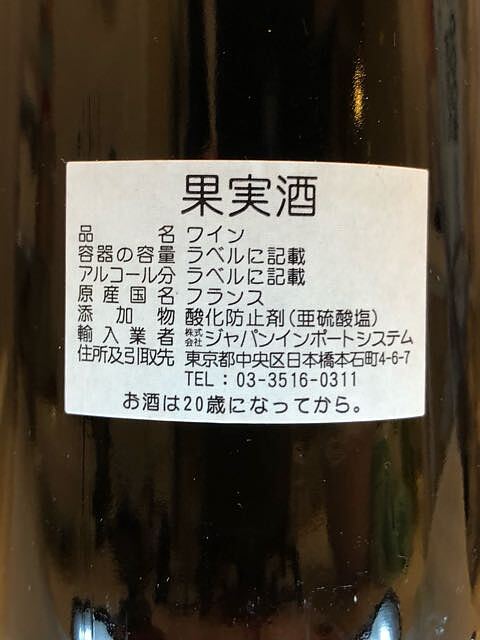 果実酒
品名 ワイン
容器の容量 ラベルに記載
アルコール分 ラベルに記載
原産国名 フランス
添加物 酸化防止剤(亜硫酸塩)
輸入業者 株式会社ジャパンインポートシステム
住所及引取先 東京都中央区日本橋本石町4-6-7
TEL:03-3516-0311
お酒は20歳になってから。